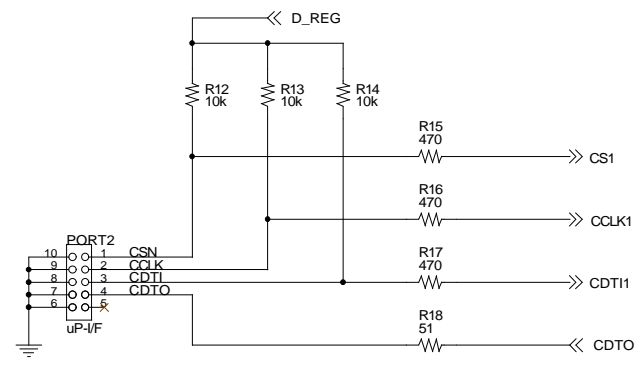 D_REG
R12
10k
R13
10k
R14
10k
R15
470
CS1
R16
470
CCLK1
PORT2
10 1 CSN
9 2 CCLK
8 3 CDTI
7 4 CDTO
6 5
uP-I/F
R17
470
CDTI1
R18
51
CDTO